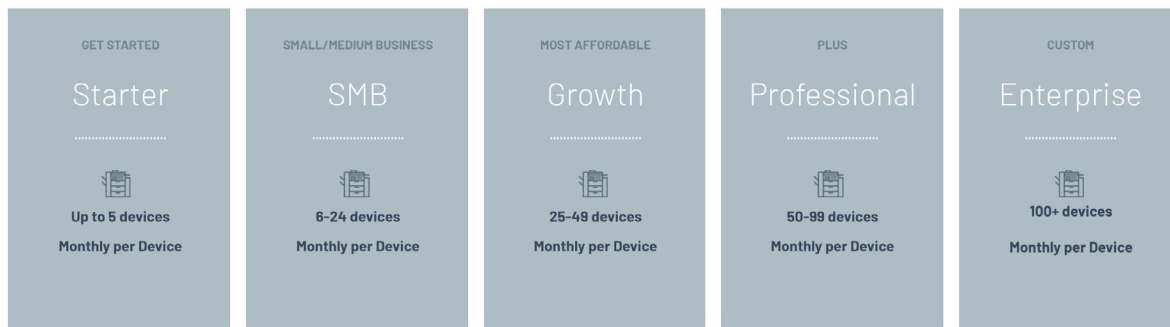 GET STARTED
Starter
Up to 5 devices
Monthly per Device
SMALL/MEDIUM BUSINESS
SMB
6-24 devices
Monthly per Device
MOST AFFORDABLE
Growth
25-49 devices
Monthly per Device
PLUS
Professional
50-99 devices
Monthly per Device
CUSTOM
Enterprise
100+ devices
Monthly per Device